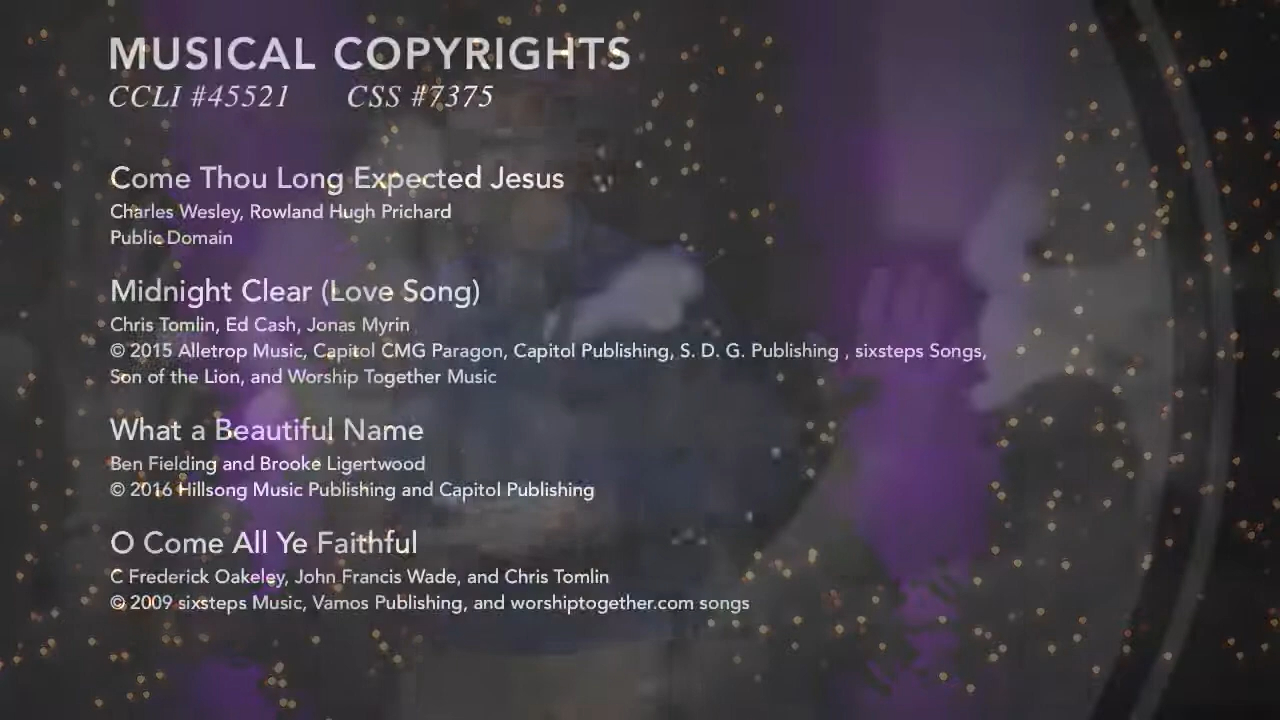 MUSICAL COPYRIGHTS
CCLI #45521 CSS #7375
Come Thou Long Expected Jesus
Charles Wesley, Rowland Hugh Prichard
Public Domain
Midnight Clear (Love Song)
Chris Tomlin, Ed Cash, Jonas Myrin
© 2015 Alletrop Music, Capitol CMG Paragon, Capitol Publishing, S. D. G. Publishing , sixsteps Songs,
Son of the Lion, and Worship Together Music
What a Beautiful Name
Ben Fielding and Brooke Ligertwood
© 2016 Hillsong Music Publishing and Capitol Publishing
O Come All Ye Faithful
C Frederick Oakeley, John Francis Wade, and Chris Tomlin
© 2009 sixsteps Music, Vamos Publishing, and worshiptogether.com songs